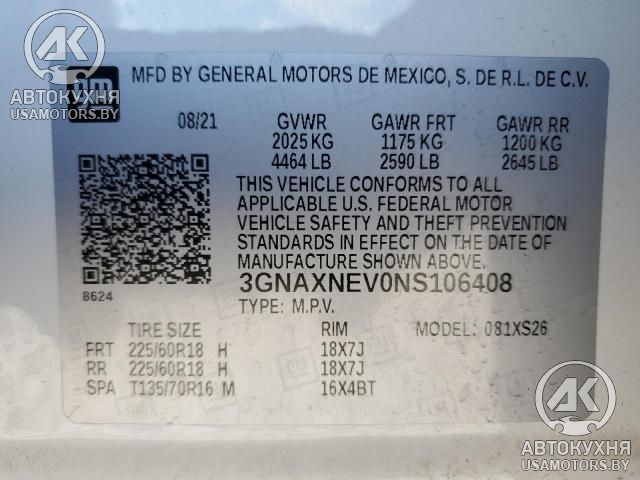 AK
АВТОКУХНЯ
USAMOTORS.BY
GM
MFD BY GENERAL MOTORS DE MEXICO, S. DE R.L. DE C.V.
08/21 GVWR GAWR FRT GAWR RR
2025 KG 1175 KG 1200 KG
4464 LB 2590 LB 2645 LB
THIS VEHICLE CONFORMS TO ALL
APPLICABLE U.S. FEDERAL MOTOR
VEHICLE SAFETY AND THEFT PREVENTION
STANDARDS IN EFFECT ON THE DATE OF
MANUFACTURE SHOWN ABOVE.
8624
3GNAXNEV0NS106408
TYPE: M.P.V.
TIRE SIZE RIM MODEL: 081XS26
FRT 225/60R18 H 18X7J
RR 225/60R18 H 18X7J
SPA T135/70R16 M 16X4BT
AK
АВТОКУХНЯ
USAMOTORS.BY